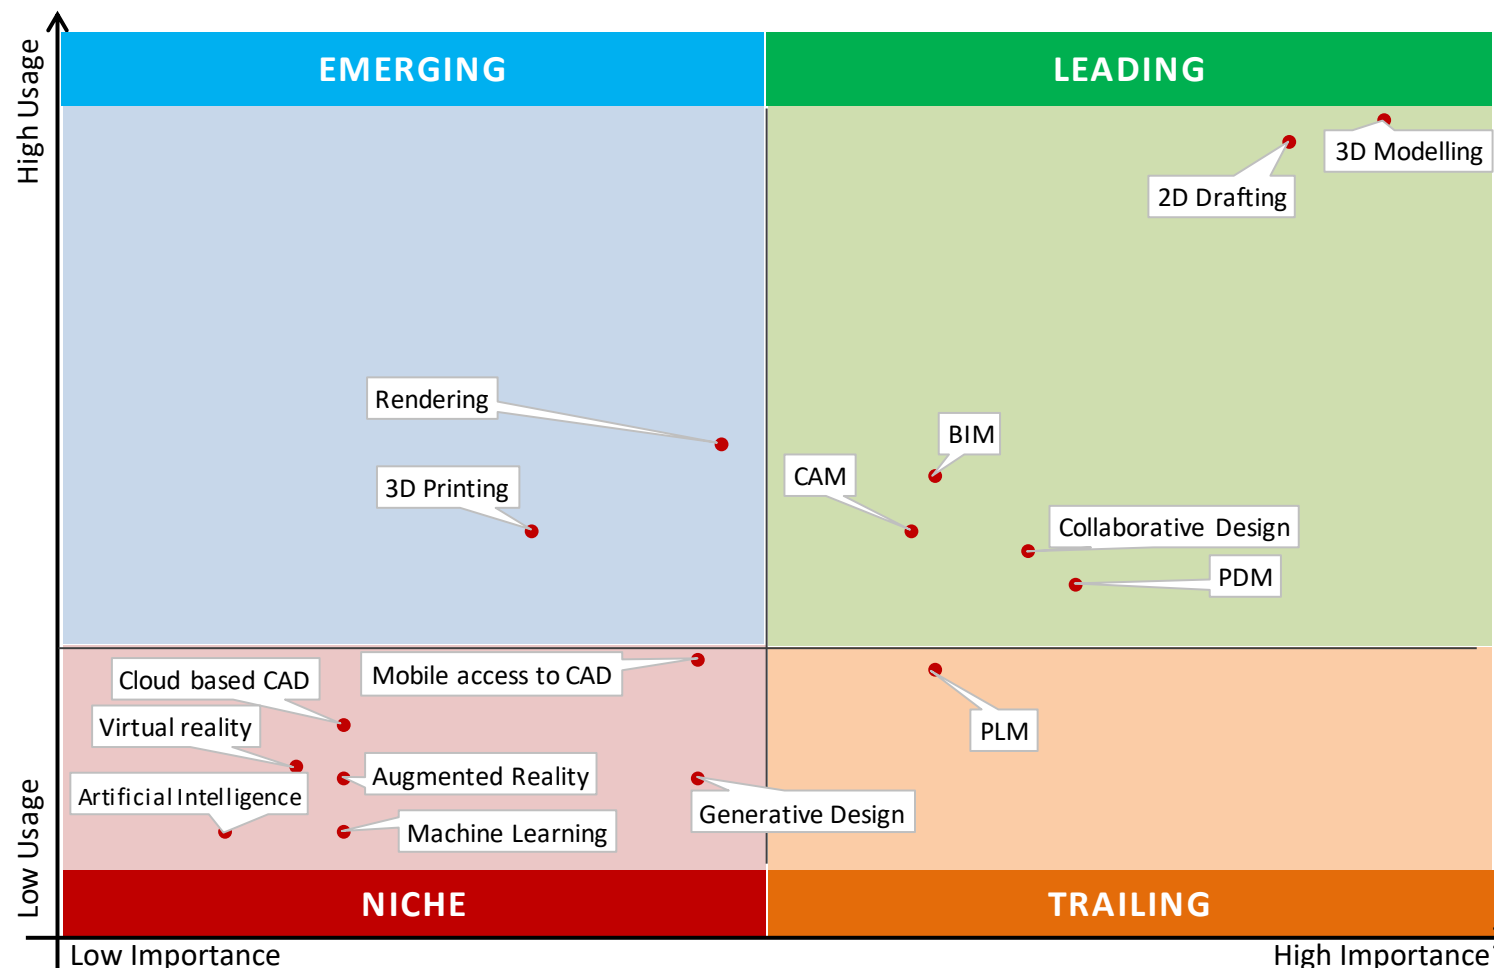 High Usage
EMERGING
LEADING
3D Modelling
2D Drafting
Rendering
BIM
CAM
3D Printing
Collaborative Design
PDM
Mobile access to CAD
Cloud based CAD
Virtual reality
PLM
Augmented Reality
Artificial Intelligence
Generative Design
Machine Learning
Low Usage
NICHE
TRAILING
Low Importance
High Importance